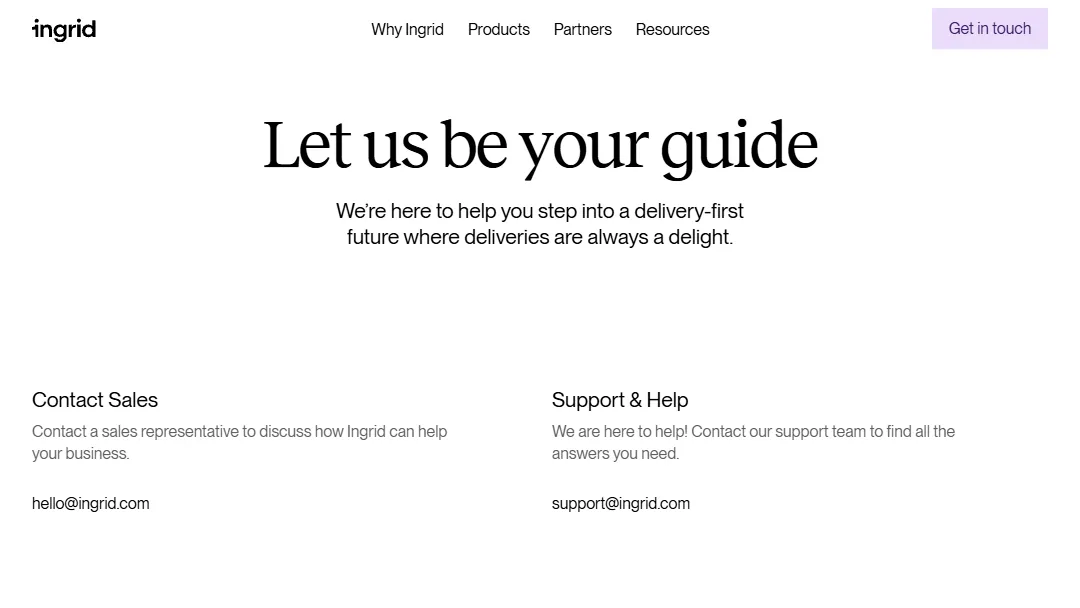 ingrid
Why Ingrid
Products
Partners
Resources
Get in touch
Let us be your guide
We’re here to help you step into a delivery-first
future where deliveries are always a delight.
Contact Sales
Contact a sales representative to discuss how Ingrid can help
your business.
hello@ingrid.com
Support & Help
We are here to help! Contact our support team to find all the
answers you need.
support@ingrid.com